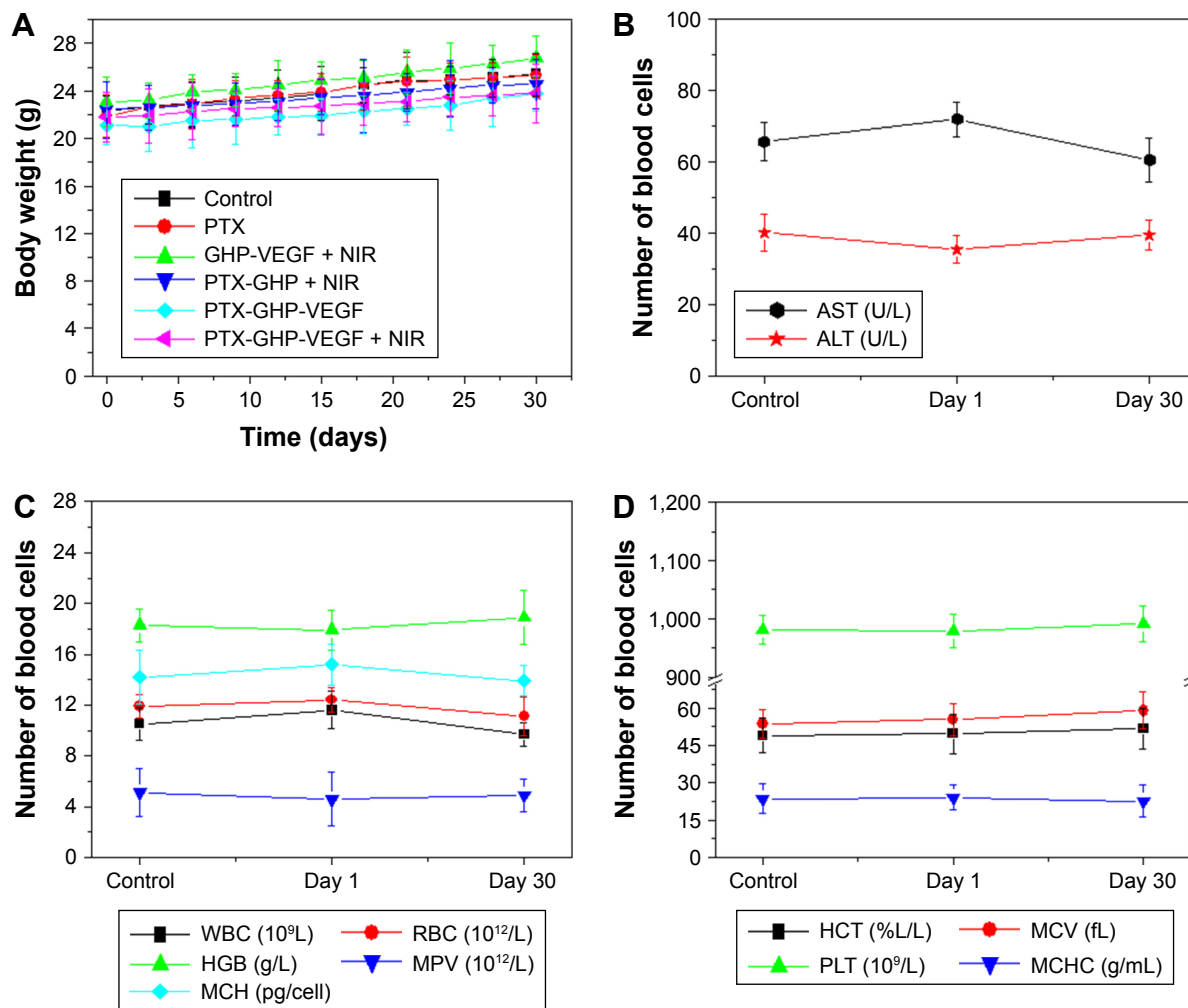 A
Body weight (g)
28
24
20
16
12
8
4
0
Control
PTX
GHP-VEGF + NIR
PTX-GHP + NIR
PTX-GHP-VEGF
PTX-GHP-VEGF + NIR
0 5 10 15 20 25 30
Time (days)
B
Number of blood cells
100
80
60
40
20
0
AST (U/L)
ALT (U/L)
Control Day 1 Day 30
C
Number of blood cells
28
24
20
16
12
8
4
0
Control Day 1 Day 30
WBC (10⁹L) RBC (10¹²/L)
HGB (g/L) MPV (10¹²/L)
MCH (pg/cell)
D
Number of blood cells
1,200
1,100
1,000
900
60
45
30
15
0
Control Day 1 Day 30
HCT (%L/L) MCV (fL)
PLT (10⁹/L) MCHC (g/mL)